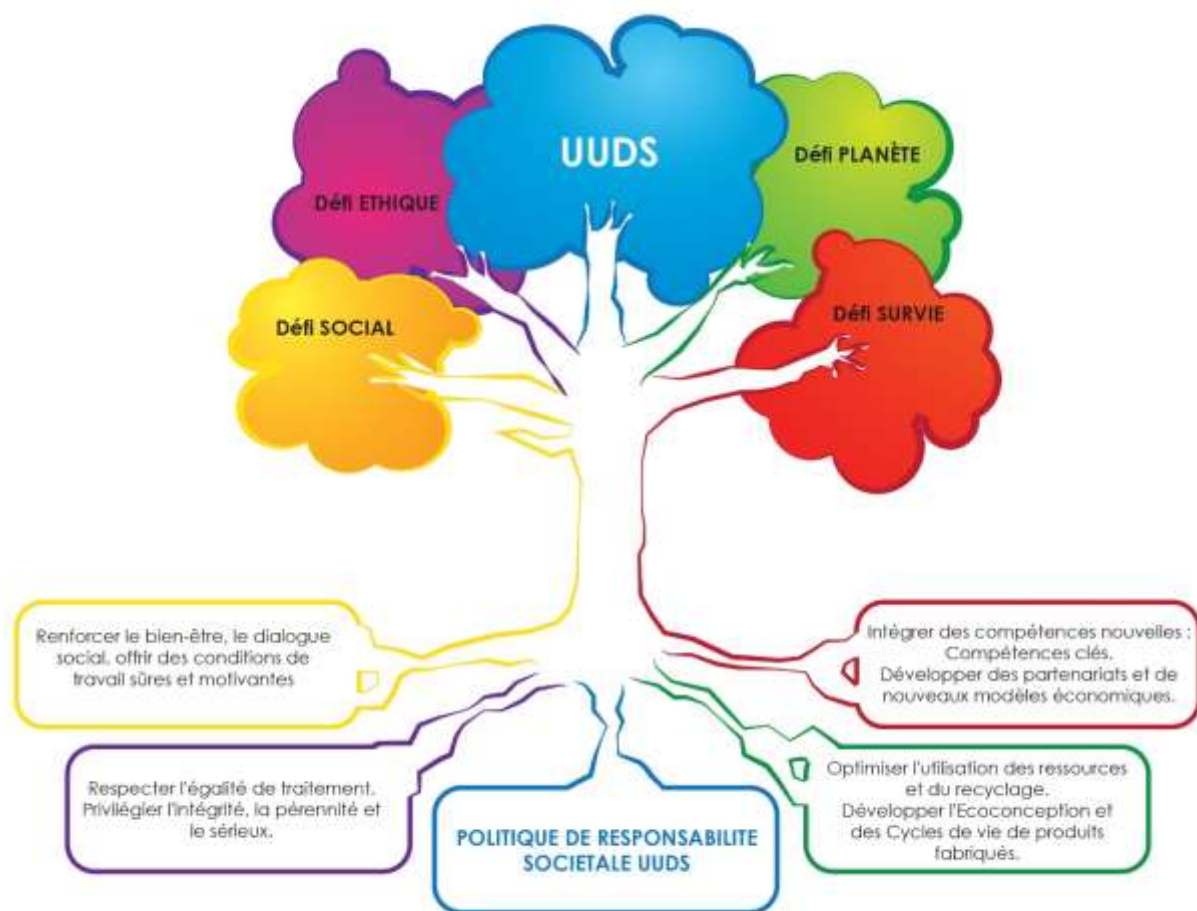 UUDS
Défi PLANÈTE
Défi ETHIQUE
Défi SOCIAL
Défi SURVIE
Renforcer le bien-être, le dialogue
social, offrir des conditions de
travail sûres et motivantes
Intégrer des compétences nouvelles :
Compétences clés.
Développer des partenariats et de
nouveaux modèles économiques.
Respecter l'égalité de traitement.
Privilégier l'intégrité, la pérennité et
le sérieux.
POLITIQUE DE RESPONSABILITE
SOCIETALE UUDS
Optimiser l'utilisation des ressources
et du recyclage.
Développer l'Ecoconception et
des Cycles de vie de produits
fabriqués.